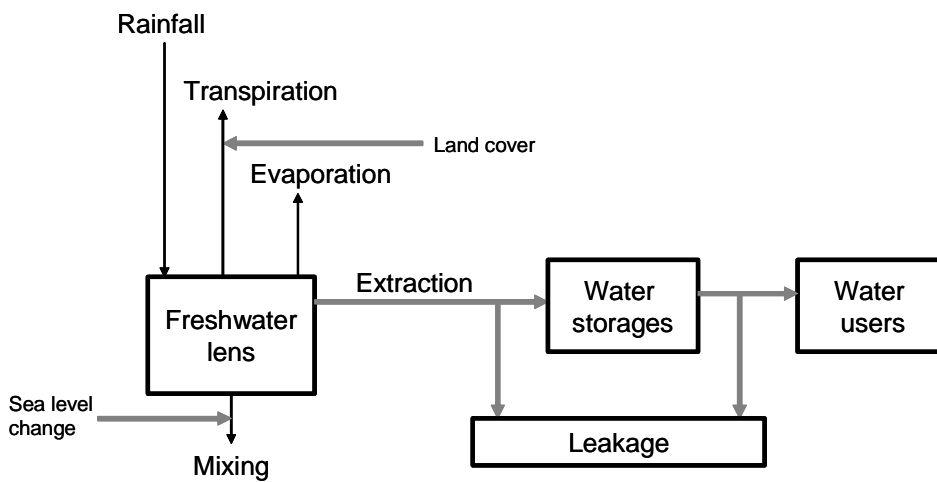 Rainfall
Transpiration
Land cover
Evaporation
Extraction
Freshwater
lens
Water
storages
Water
users
Sea level
change
Leakage
Mixing